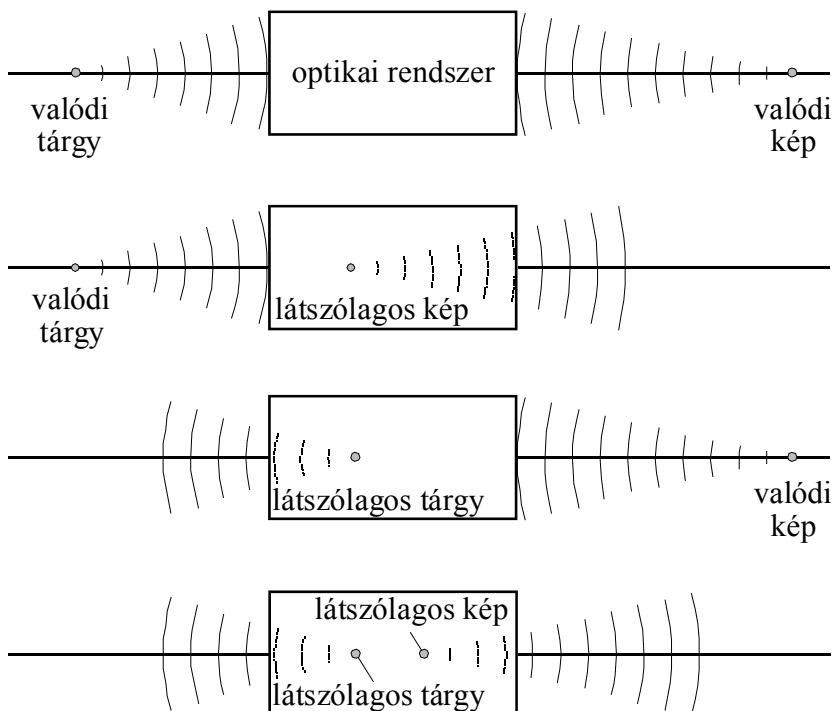 optikai rendszer
valódi
tárgy
valódi
kép
látszólagos kép
valódi
tárgy
látszólagos tárgy
valódi
kép
látszólagos kép
látszólagos tárgy